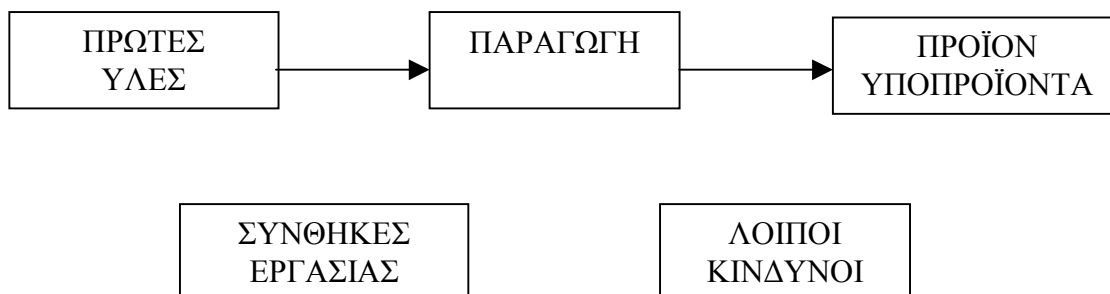 ΠΡΩΤΕΣ
ΥΛΕΣ
ΠΑΡΑΓΩΓΗ
ΠΡΟΪΟΝ
ΥΠΟΠΡΟΪΟΝΤΑ
ΣΥΝΘΗΚΕΣ
ΕΡΓΑΣΙΑΣ
ΛΟΙΠΟΙ
ΚΙΝΔΥΝΟΙ